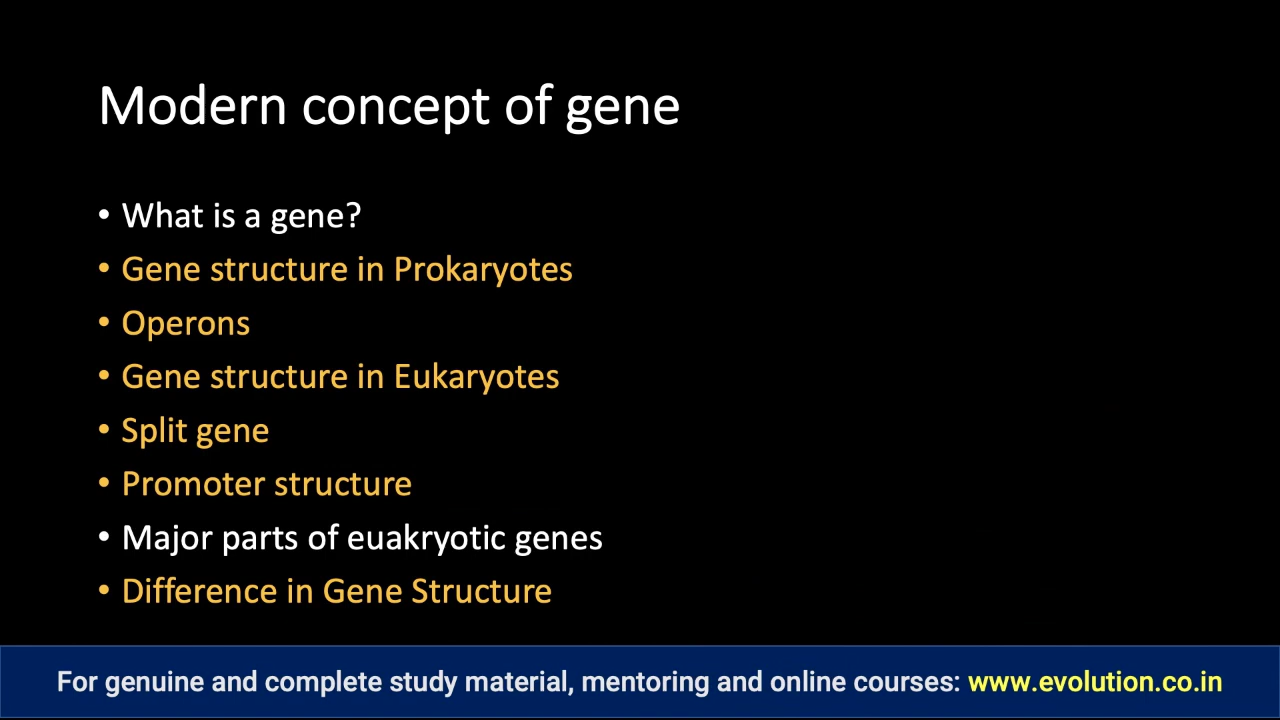 Modern concept of gene
• What is a gene?
• Gene structure in Prokaryotes
• Operons
• Gene structure in Eukaryotes
• Split gene
• Promoter structure
• Major parts of euakryotic genes
• Difference in Gene Structure
For genuine and complete study material, mentoring and online courses: www.evolution.co.in